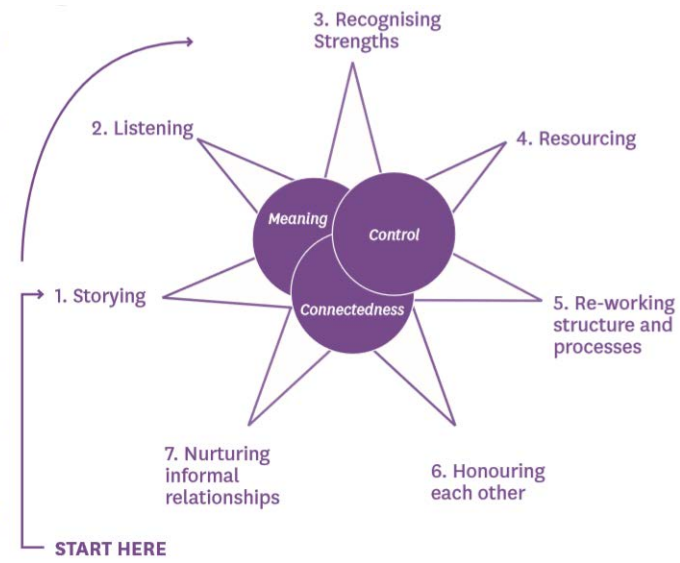 3. Recognising
Strengths
2. Listening
4. Resourcing
Meaning
Control
1. Storying
Connectedness
5. Re-working
structure and
processes
7. Nurturing
informal
relationships
6. Honouring
each other
START HERE